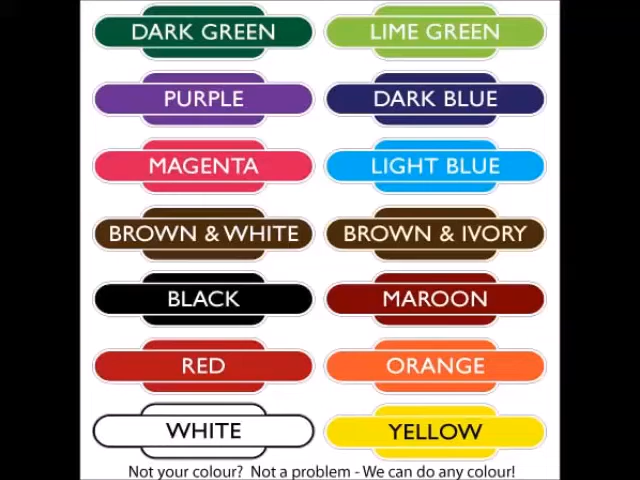 DARK GREEN
LIME GREEN
PURPLE
DARK BLUE
MAGENTA
LIGHT BLUE
BROWN & WHITE
BROWN & IVORY
BLACK
MAROON
RED
ORANGE
WHITE
YELLOW
Not your colour?  Not a problem - We can do any colour!